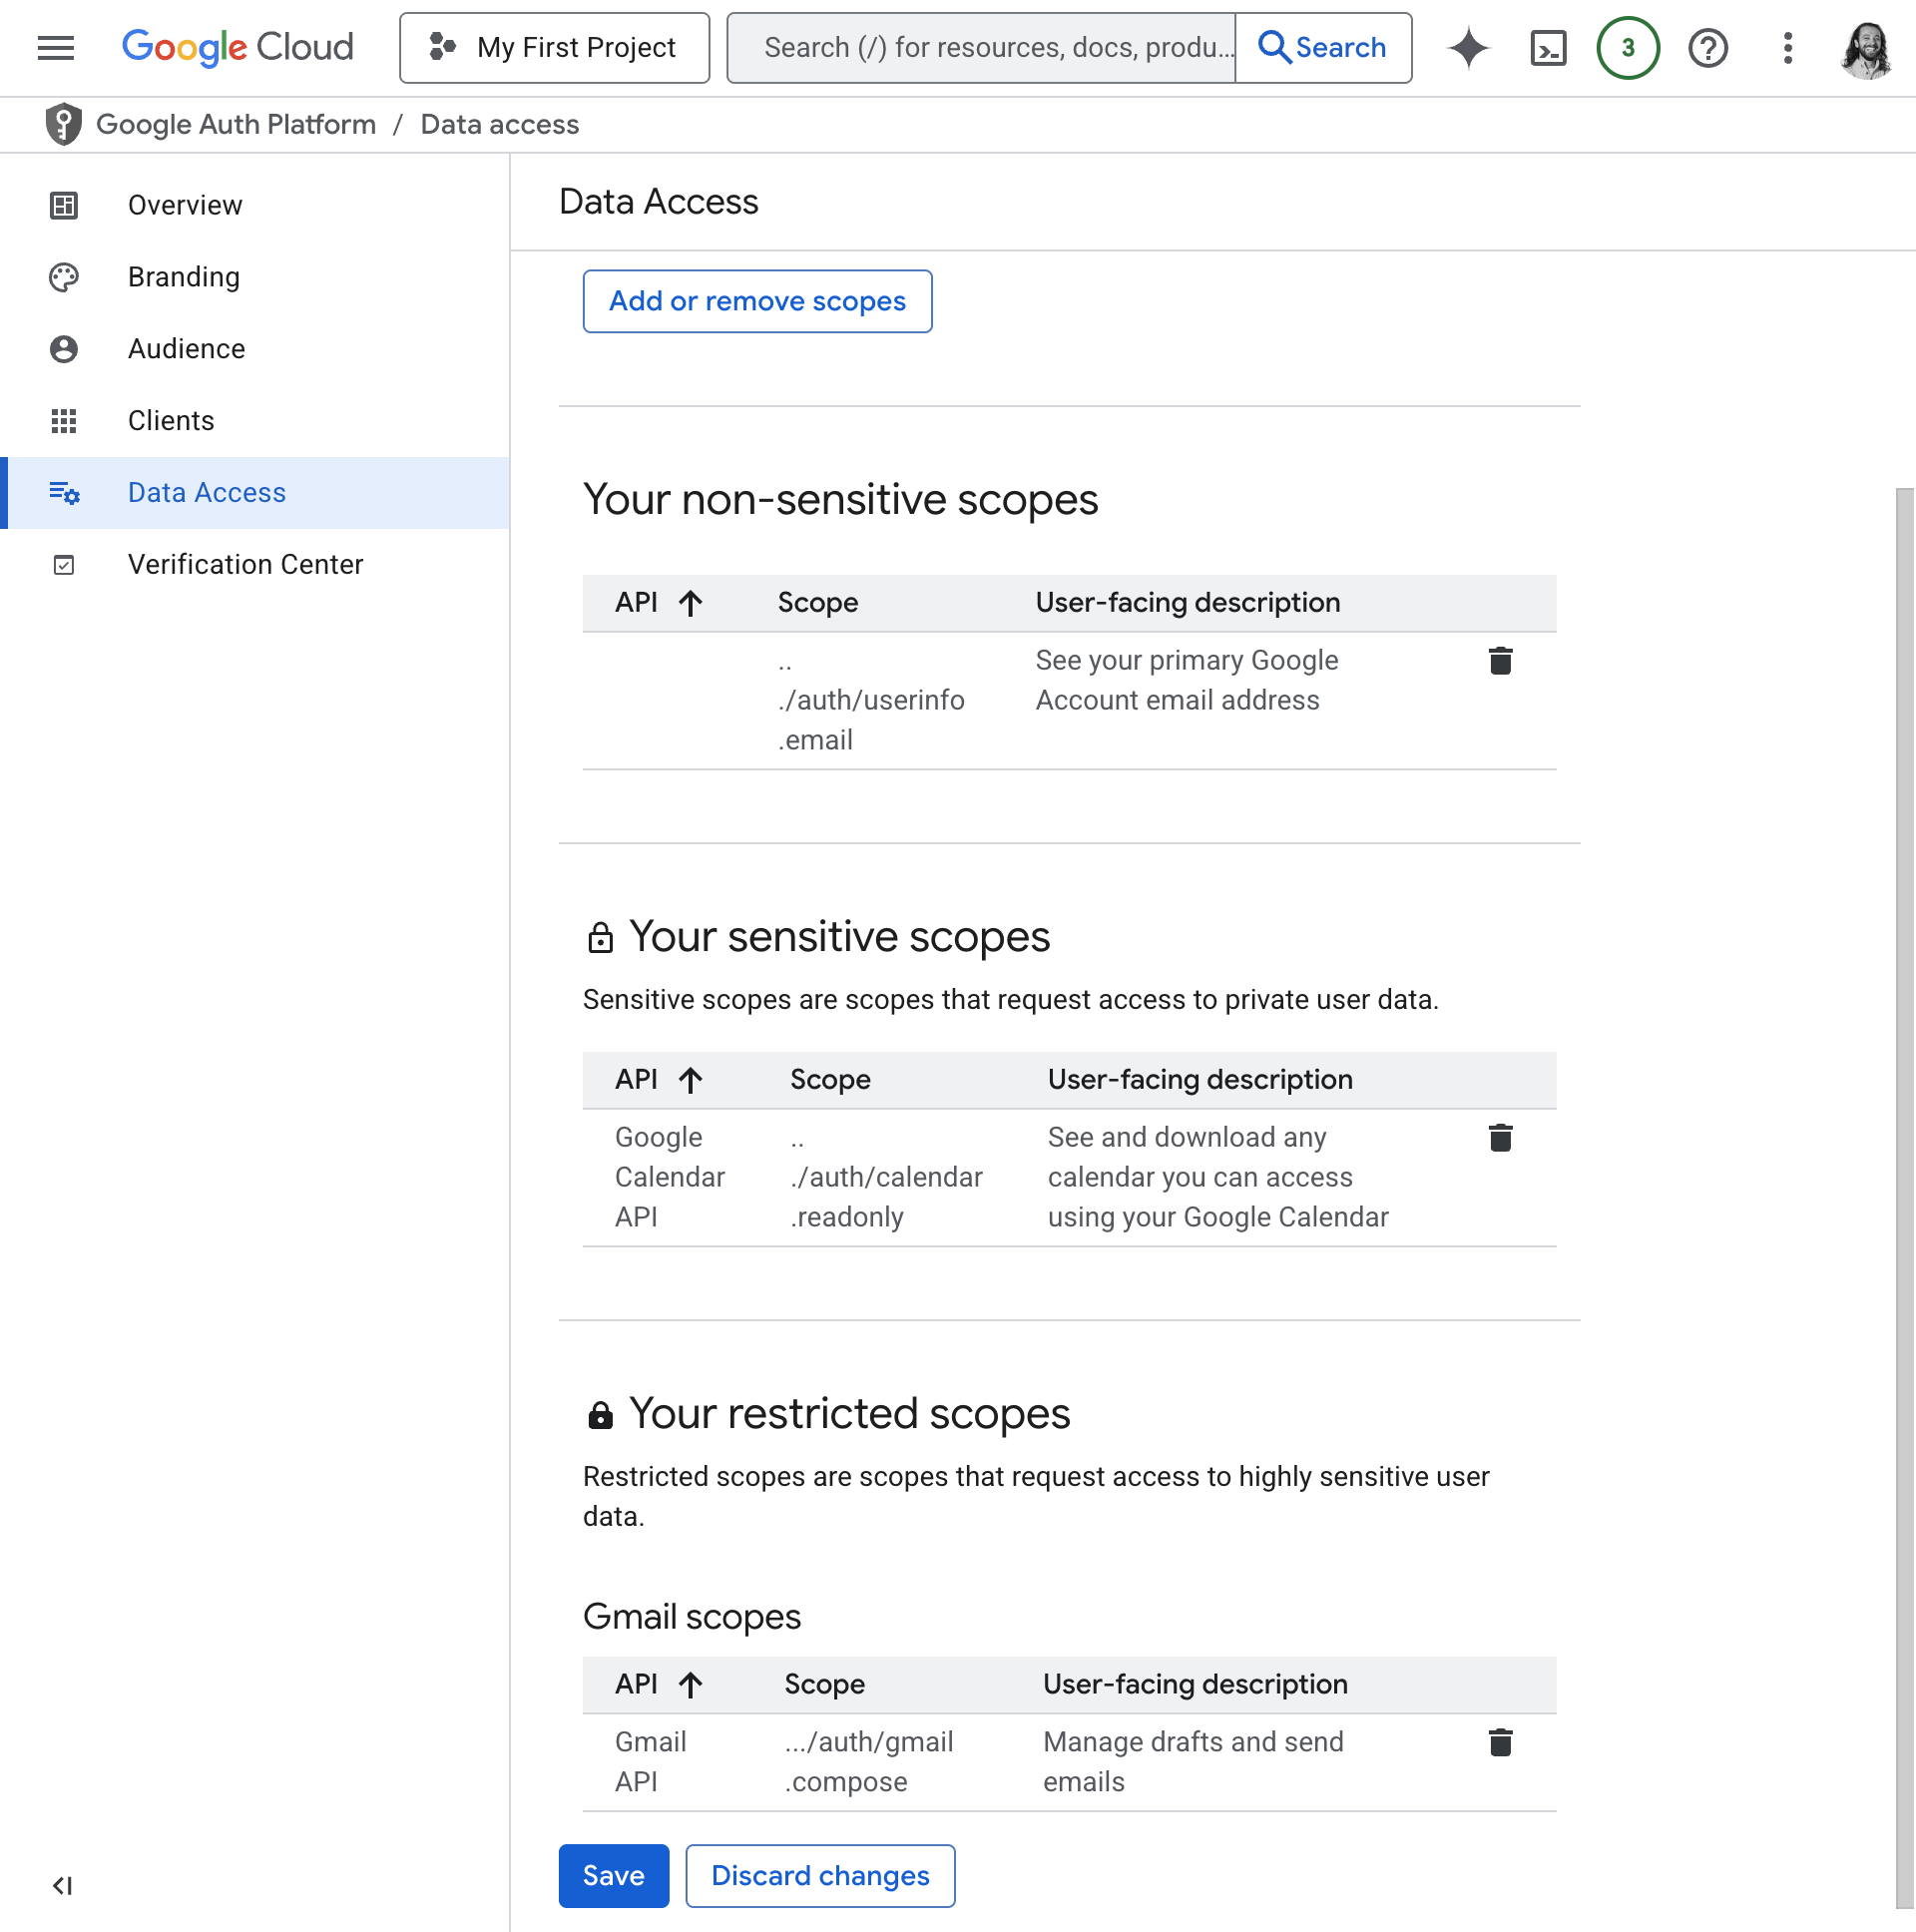 Google Cloud
My First Project
Search (/) for resources, docs, produ...
Search
3
Google Auth Platform / Data access
Overview
Branding
Audience
Clients
Data Access
Verification Center
Data Access
Add or remove scopes
Your non-sensitive scopes
API Scope User-facing description
.. See your primary Google
./auth/userinfo Account email address
.email
Your sensitive scopes
Sensitive scopes are scopes that request access to private user data.
API Scope User-facing description
Google .. See and download any
Calendar ./auth/calendar calendar you can access
API .readonly using your Google Calendar
Your restricted scopes
Restricted scopes are scopes that request access to highly sensitive user
data.
Gmail scopes
API Scope User-facing description
Gmail .../auth/gmail Manage drafts and send
API .compose emails
Save
Discard changes